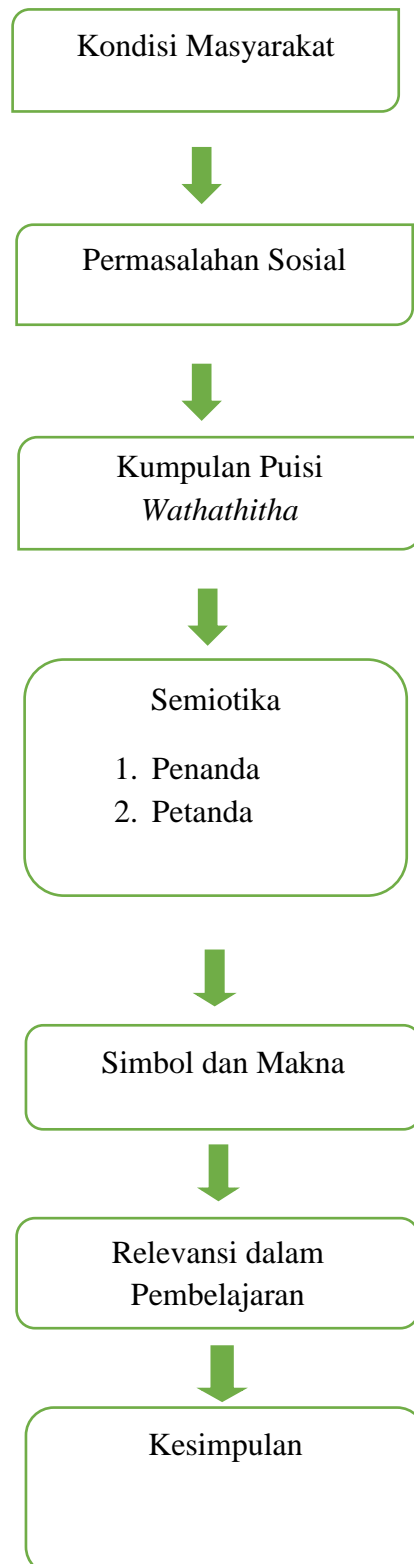 Kondisi Masyarakat
Permasalahan Sosial
Kumpulan Puisi
Wathathitha
Semiotika
1. Penanda
2. Petanda
Simbol dan Makna
Relevansi dalam
Pembelajaran
Kesimpulan